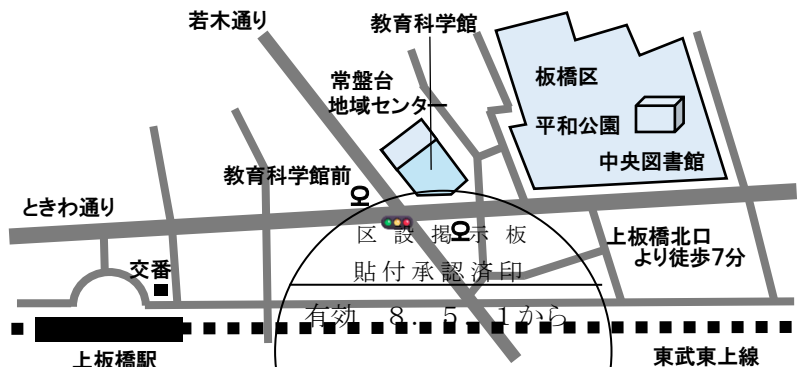 若木通り
教育科学館
常盤台
地域センター
板橋区
平和公園
中央図書館
教育科学館前
ときわ通り
区設掲示板
上板橋北口
より徒歩7分
交番
貼付承認済印
有効 8. 5. 1から
上板橋駅
東武東上線